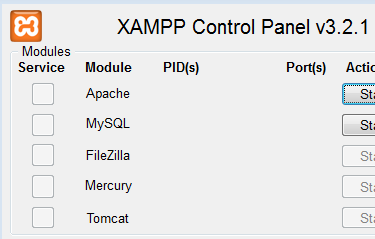 XAMPP Control Panel v3.2.1
Modules
Service Module PID(s) Port(s) Actio
Apache Sta
MySQL Sta
FileZilla Sta
Mercury Sta
Tomcat Sta